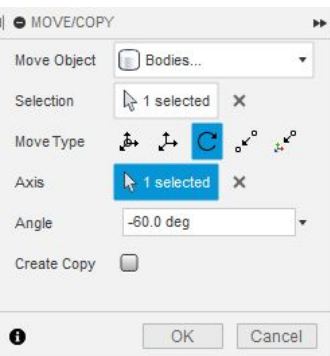 MOVE/COPY
Move Object Bodies...
Selection 1 selected
Move Type
Axis 1 selected
Angle -60.0 deg
Create Copy
OK Cancel